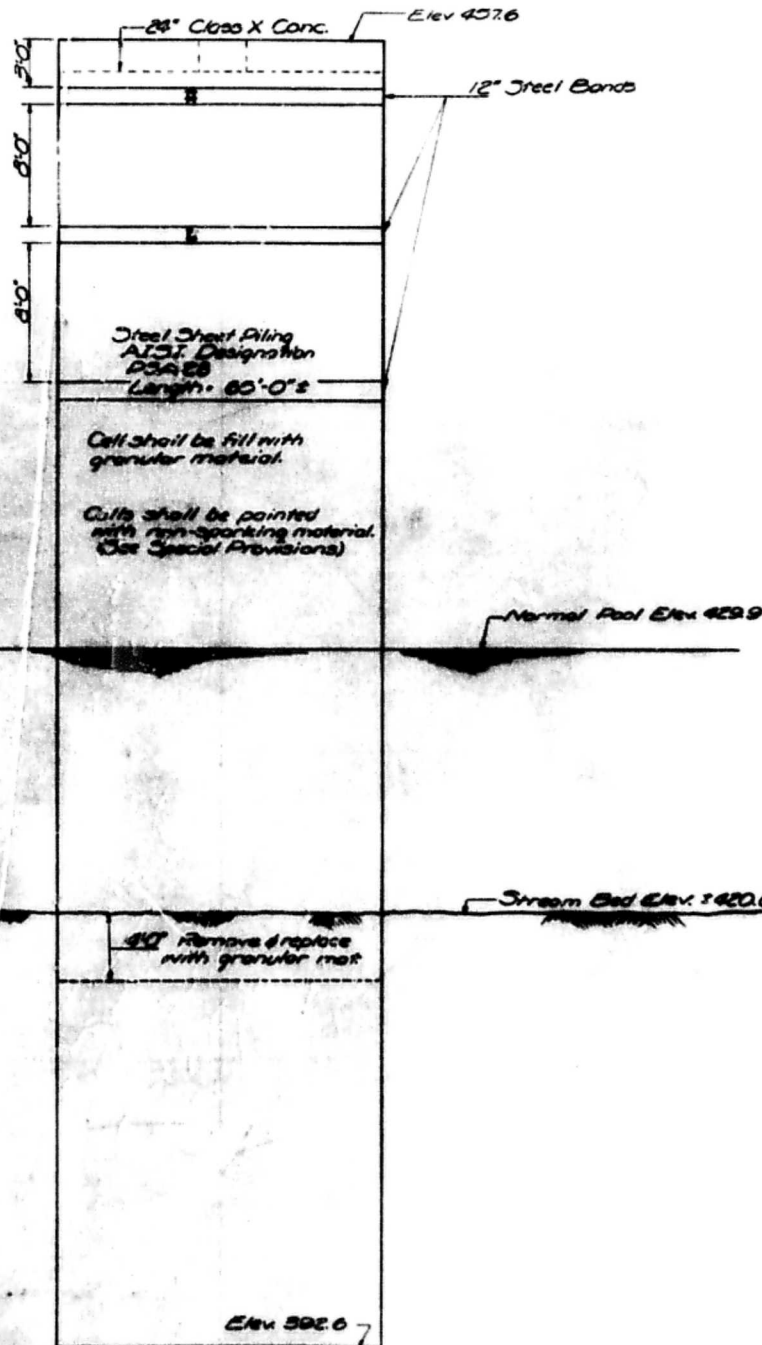 24" Class X Conc.
Elev 457.6
3'-0"
12" Steel Bands
8'-0"
8'-0"
Steel Sheet Piling
A.I.S.I. Designation
PSA28
Length = 65'-0" ±
Cell shall be fill with
granular material.
Cells shall be painted
with non-sparking material.
(See Special Provisions)
Normal Pool Elev. 429.9
Stream Bed Elev. ±420.
4'-0" Remove & replace
with granular mat
Elev. 392.6